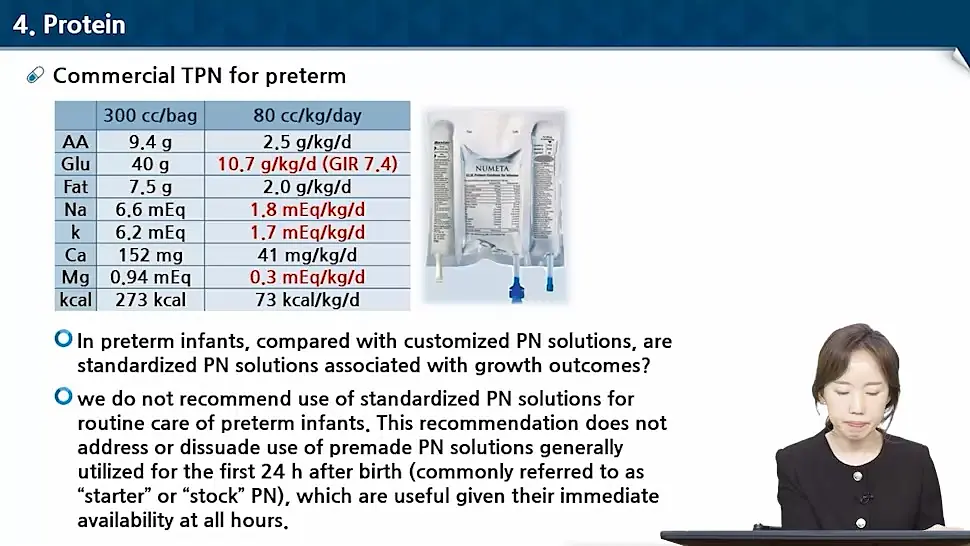 4. Protein
Commercial TPN for preterm
300 cc/bag 80 cc/kg/day
AA 9.4 g 2.5 g/kg/d
Glu 40 g 10.7 g/kg/d (GIR 7.4)
Fat 7.5 g 2.0 g/kg/d
Na 6.6 mEq 1.8 mEq/kg/d
k 6.2 mEq 1.7 mEq/kg/d
Ca 152 mg 41 mg/kg/d
Mg 0.94 mEq 0.3 mEq/kg/d
kcal 273 kcal 73 kcal/kg/d
NUMETA
In preterm infants, compared with customized PN solutions, are
standardized PN solutions associated with growth outcomes?
we do not recommend use of standardized PN solutions for
routine care of preterm infants. This recommendation does not
address or dissuade use of premade PN solutions generally
utilized for the first 24 h after birth (commonly referred to as
“starter” or “stock” PN), which are useful given their immediate
availability at all hours.